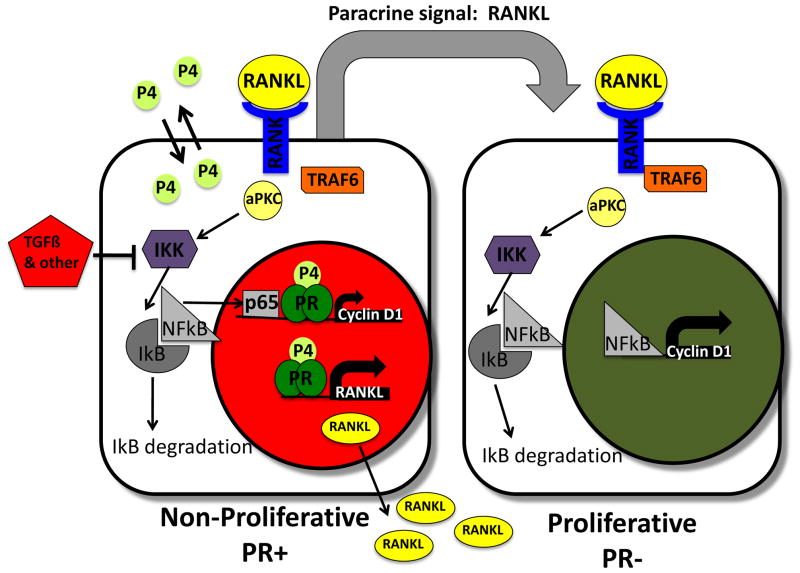 Paracrine signal:  RANKL
P4
P4
P4
P4
RANKL
RANK
TRAF6
aPKC
TGFß
& other
IKK
NFkB
IkB
IkB degradation
p65
P4
PR
Cyclin D1
P4
PR
RANKL
RANKL
RANKL
RANKL
RANKL
Non-Proliferative
PR+
RANKL
RANK
TRAF6
aPKC
IKK
NFkB
IkB
IkB degradation
NFkB
Cyclin D1
Proliferative
PR-